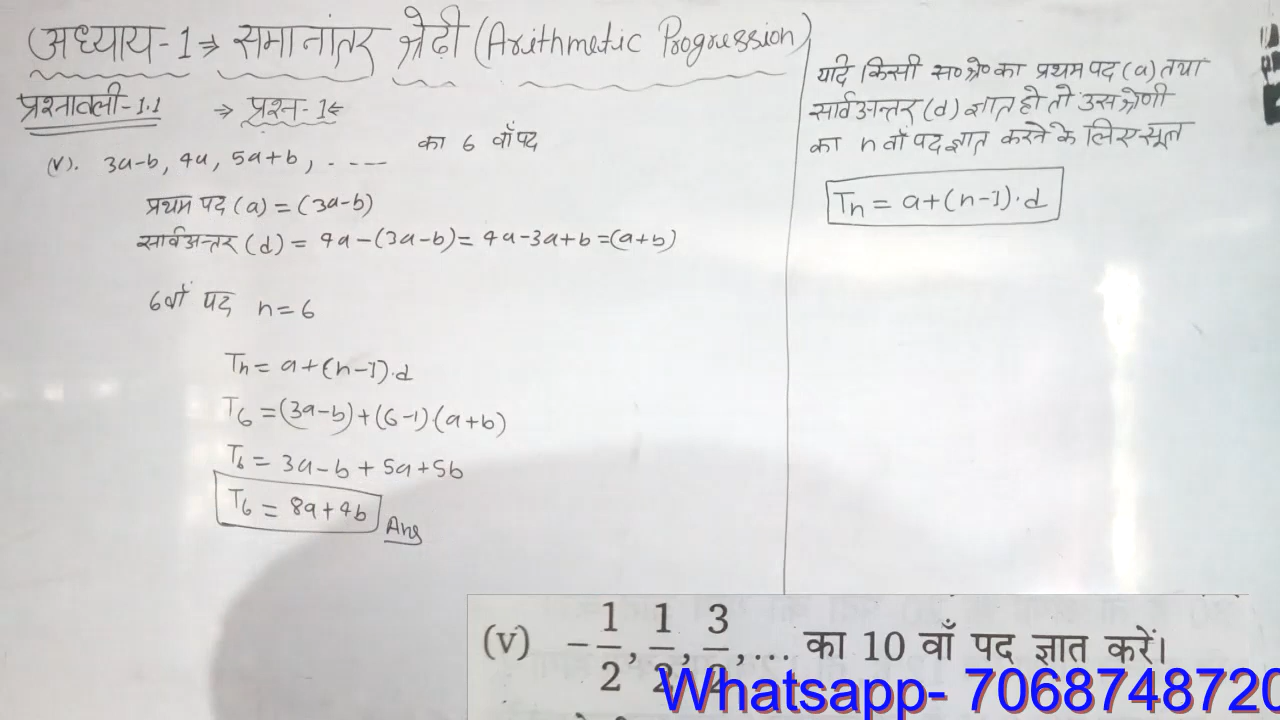 (अध्याय-1⇒ समानांतर श्रेढ़ी (Arithmetic Progression)
प्रश्नावली-1.1 → प्रश्न-1⇐
(v). 3a-b, 4a, 5a+b, ---- का 6 वाँ पद
प्रथम पद (a) = (3a-b)
सार्वअन्तर (d) = 4a-(3a-b) = 4a-3a+b =(a+b)
6वाँ पद n=6
Tn = a+(n-1).d
T6 =(3a-b)+(6-1)(a+b)
T6 = 3a-b + 5a+5b
T6 = 8a+4b Ans
यदि किसी स०श्रे०का प्रथम पद (a) तथा
सार्वअन्तर (d) ज्ञात हो तो उस श्रेणी
का n वाँ पद ज्ञात करने के लिए सूत्र
Tn = a+(n-1).d
(v) -1/2, 1/2, 3/2, ... का 10 वाँ पद ज्ञात करें।
Whatsapp- 7068748720